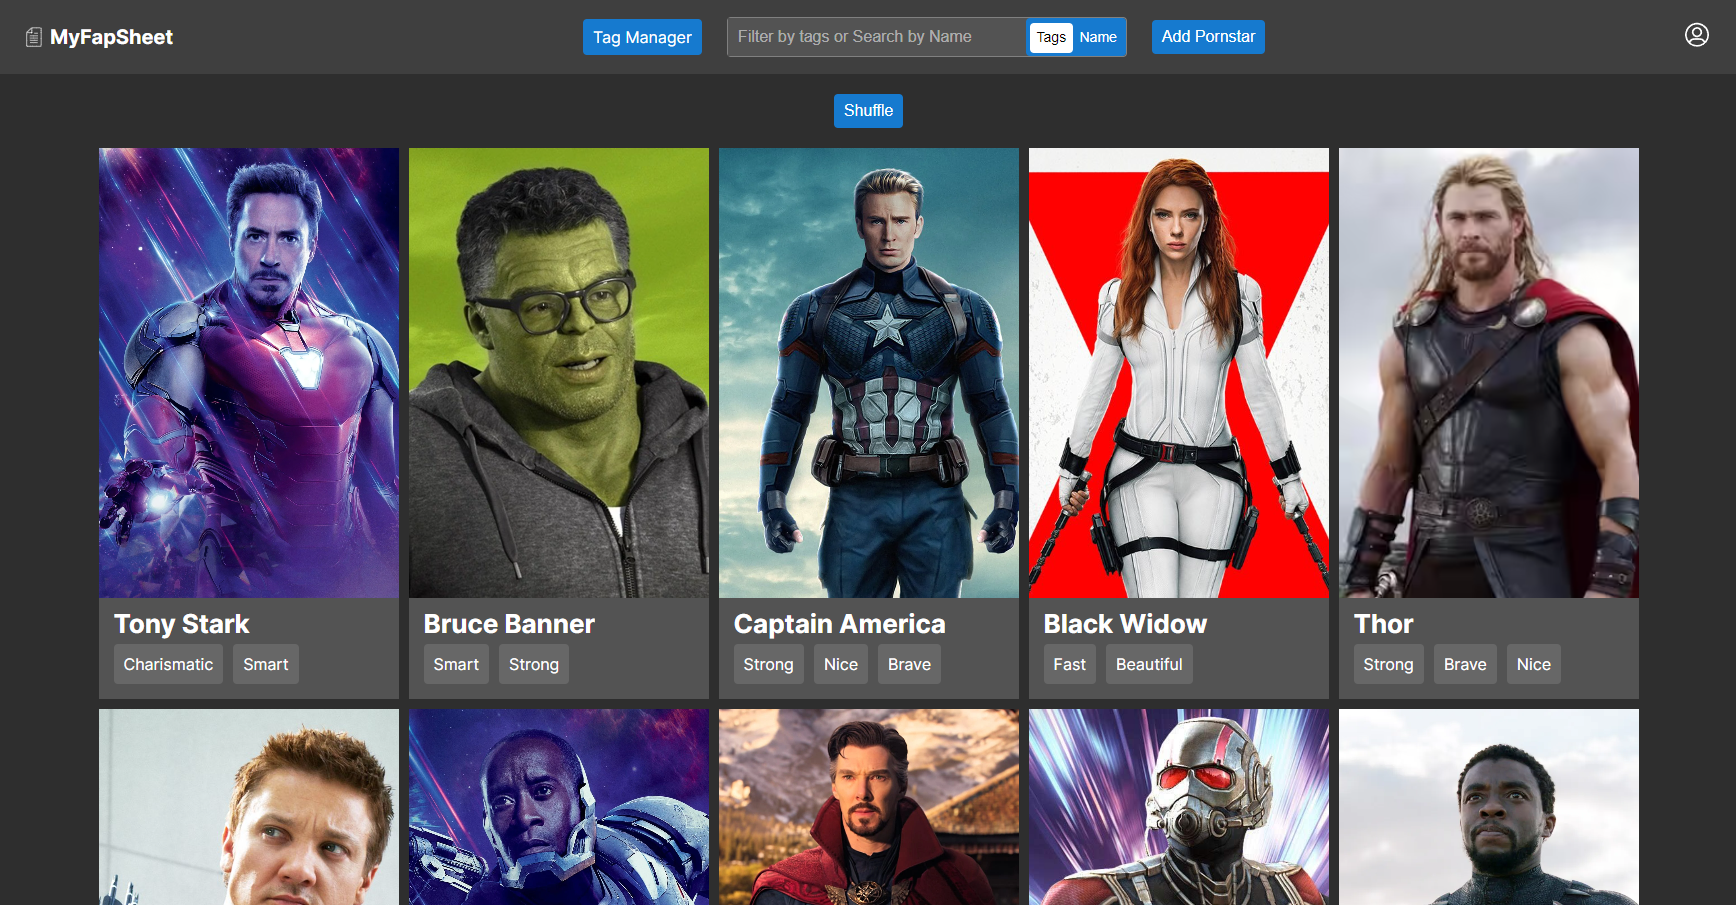 MyFapSheet
Tag Manager
Filter by tags or Search by Name
Tags
Name
Add Pornstar
Shuffle
Tony Stark
Charismatic
Smart
Bruce Banner
Smart
Strong
Captain America
Strong
Nice
Brave
Black Widow
Fast
Beautiful
Thor
Strong
Brave
Nice